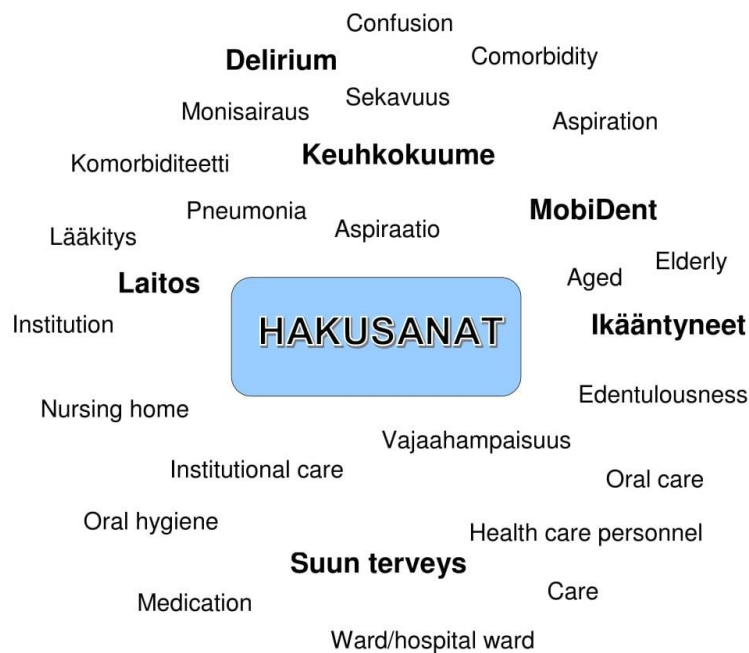 Confusion
Delirium
Comorbidity
Sekavuus
Monisairaus
Aspiration
Keuhkokuume
Komorbiditeetti
Pneumonia
MobiDent
Aspiraatio
Lääkitys
Elderly
Aged
Laitos
Institution
HAKUSANAT
Ikääntyneet
Edentulousness
Nursing home
Vajaahampaisuus
Institutional care
Oral care
Oral hygiene
Health care personnel
Suun terveys
Care
Medication
Ward/hospital ward